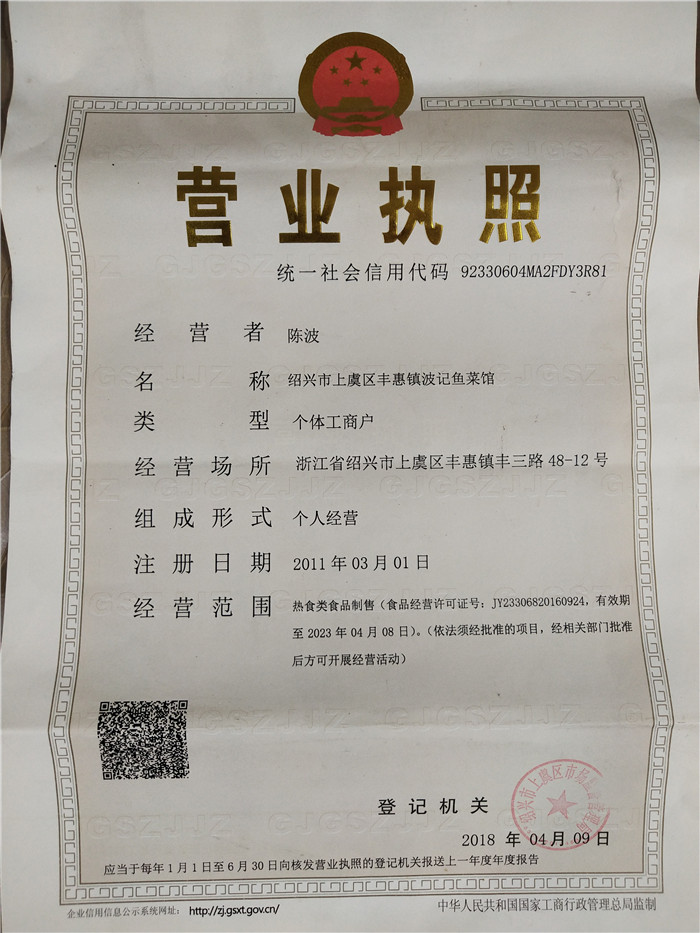 营业执照
统一社会信用代码 92330604MA2FDY3R81
经营者 陈波
名称 绍兴市上虞区丰惠镇波记鱼菜馆
类型 个体工商户
经营场所 浙江省绍兴市上虞区丰惠镇丰三路48-12号
组成形式 个人经营
注册日期 2011年03月01日
经营范围 热食类食品制售（食品经营许可证号：JY23306820160924，有效期
至2023年04月08日）。（依法须经批准的项目，经相关部门批准
后方可开展经营活动）
登记机关
2018年04月09日
应当于每年1月1日至6月30日向核发营业执照的登记机关报送上一年度年度报告
企业信用信息公示系统网址： http://zj.gsxt.gov.cn/
中华人民共和国国家工商行政管理总局监制